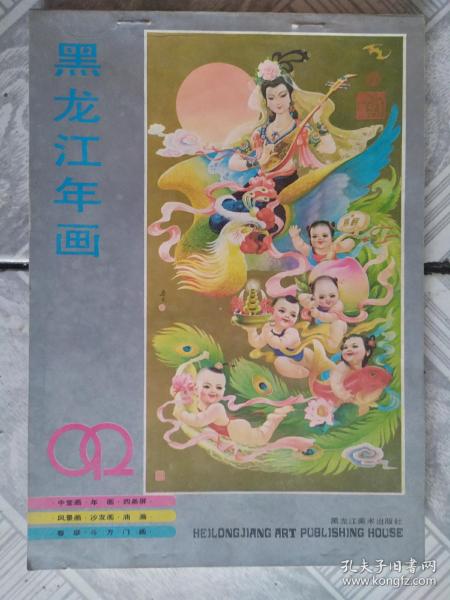 黑龙江年画
92
·中堂画·年 画·四条屏·
·风景画·沙发画·油 画·
·春联·斗方门画·
黑龙江美术出版社
HEILONGJIANG ART PUBLISHING HOUSE
孔夫子旧书网
kongfz.com